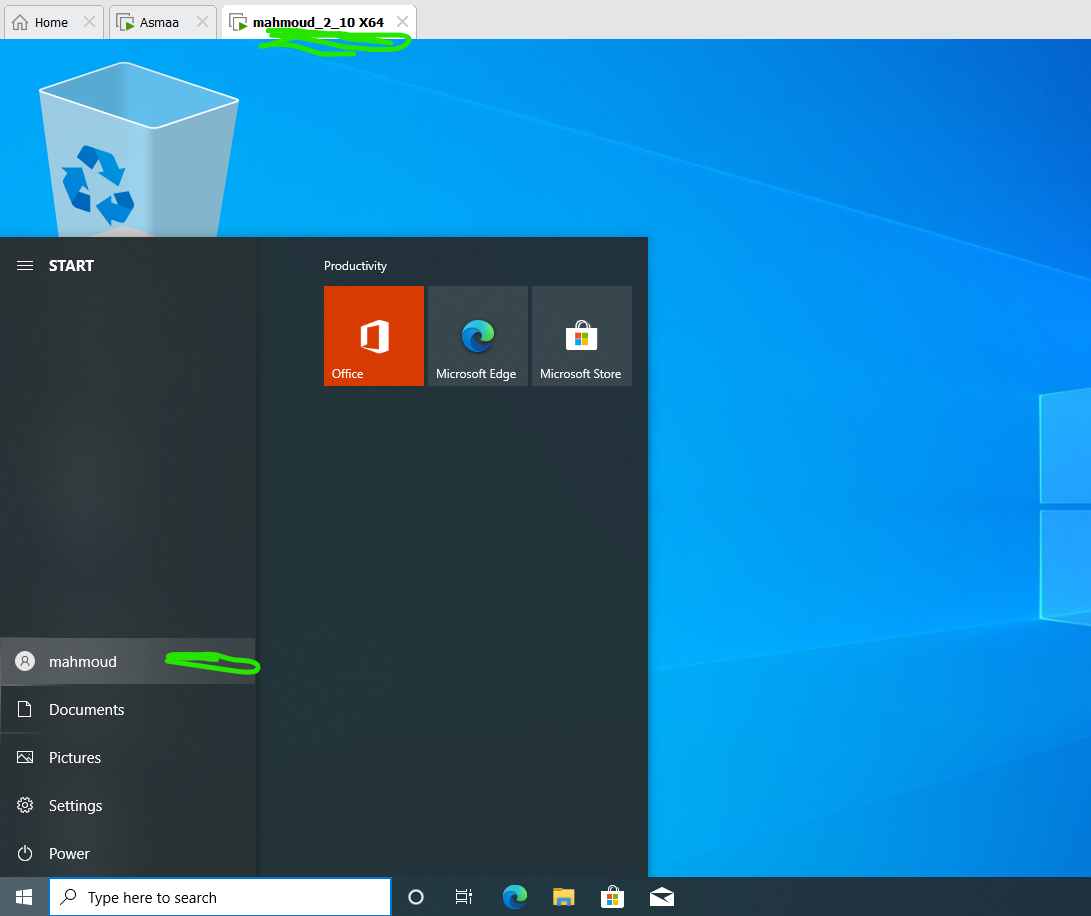 Home
Asmaa
mahmoud_2_10 X64
START
Productivity
Office
Microsoft Edge
Microsoft Store
mahmoud
Documents
Pictures
Settings
Power
Type here to search